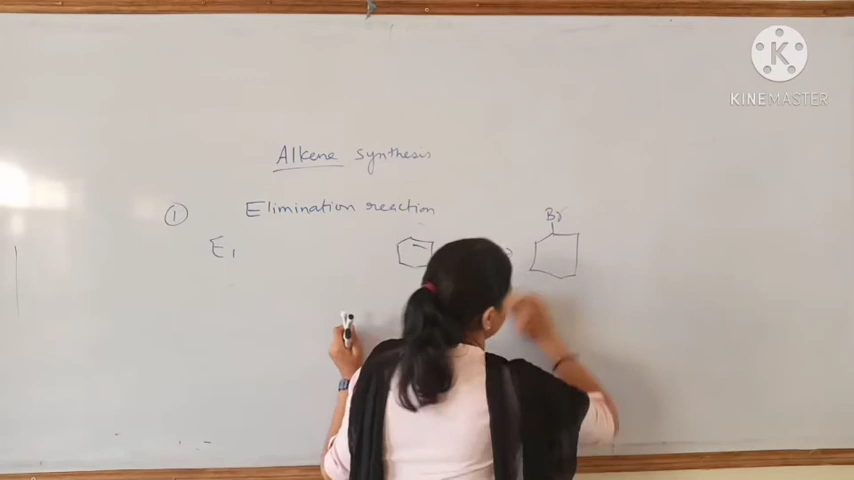 KINEMASTER
Alkene synthesis
① Elimination reaction
Br
E1